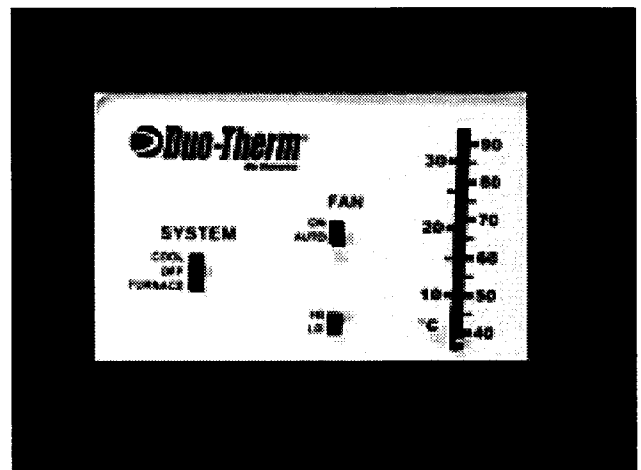 Duo-Therm
FAN
ON
AUTO
SYSTEM
COOL
OFF
FURNACE
HI
LO
90
30
80
70
20
60
10
50
°C
40